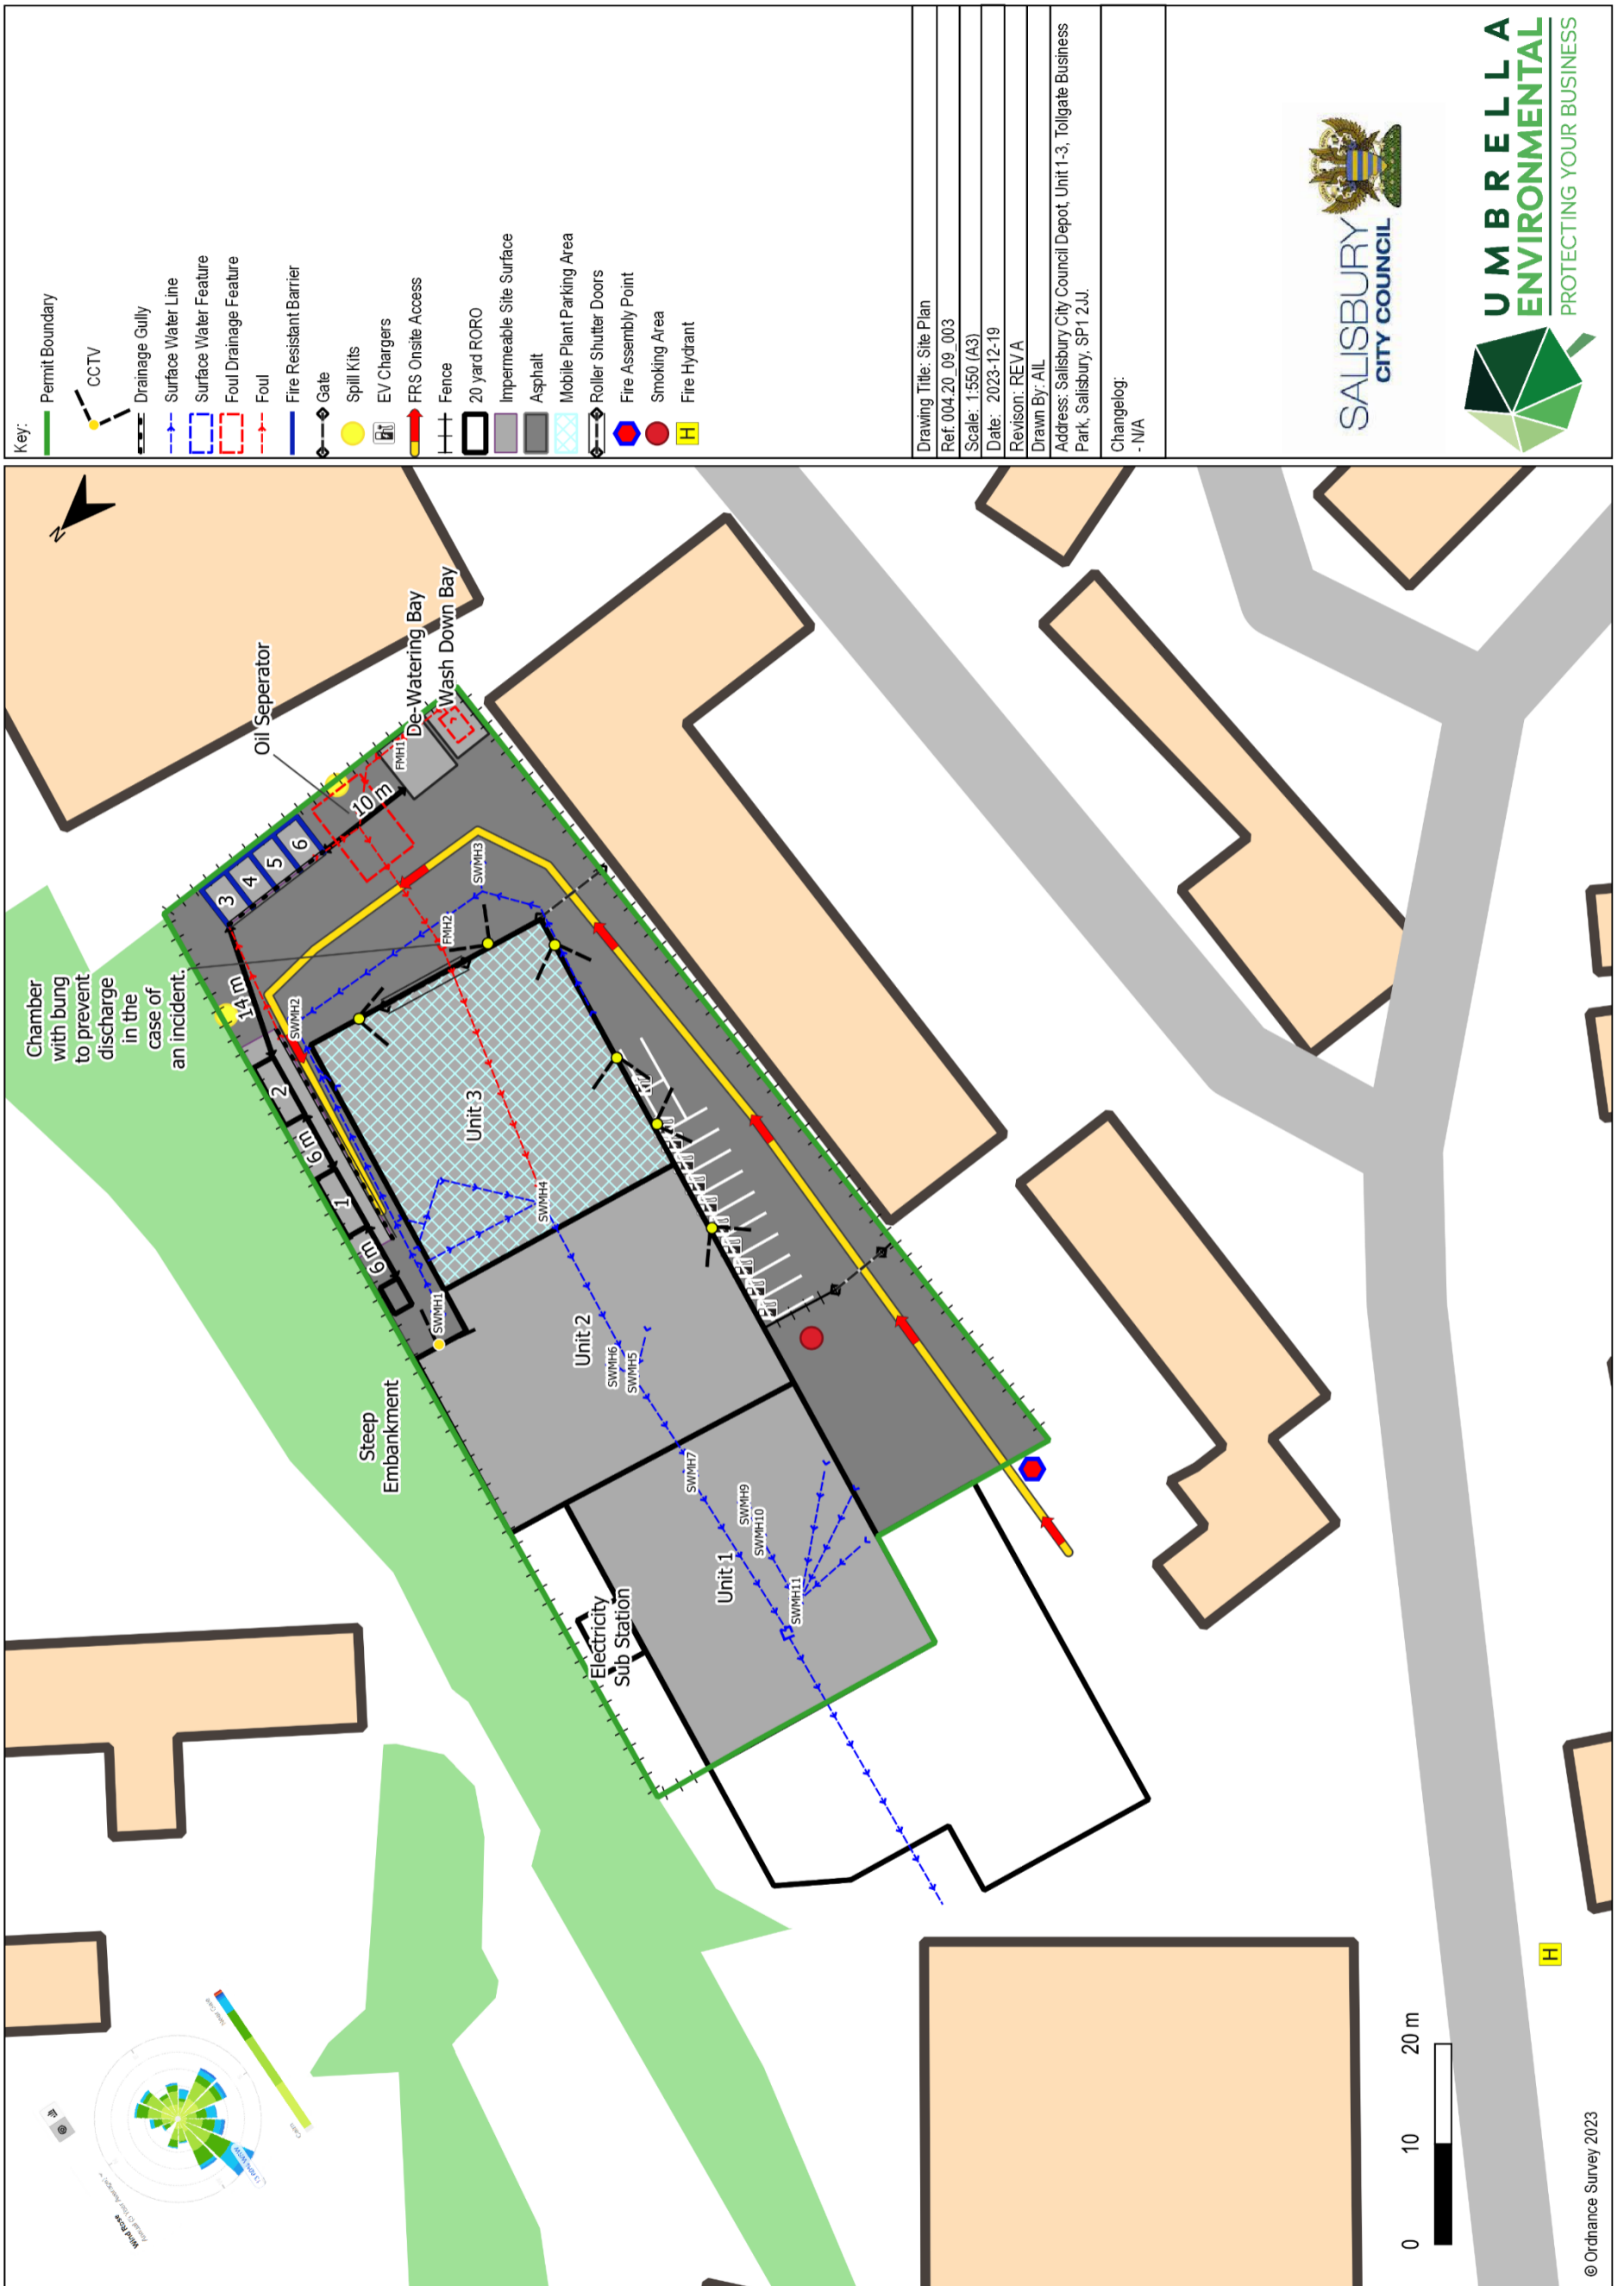 Key:
Permit Boundary
CCTV
Drainage Gully
Surface Water Line
Surface Water Feature
Foul Drainage Feature
Foul
Fire Resistant Barrier
Gate
Spill Kits
EV Chargers
FRS Onsite Access
Fence
20 yard RORO
Impermeable Site Surface
Asphalt
Mobile Plant Parking Area
Roller Shutter Doors
Fire Assembly Point
Smoking Area
H Fire Hydrant
Drawing Title: Site Plan
Ref: 004.20_09_003
Scale: 1:550 (A3)
Date: 2023-12-19
Revison: REV A
Drawn By: AIL
Address: Salisbury City Council Depot, Unit 1-3, Tollgate Business
Park, Salisbury, SP1 2JJ.
Changelog:
- N/A
SALISBURY
CITY COUNCIL
UMBRELLA
ENVIRONMENTAL
PROTECTING YOUR BUSINESS
N
Oil Seperator
De-Watering Bay
Wash Down Bay
FMH1
10 m
3
4
5
6
Chamber
with bung
to prevent
discharge
in the
case of
an incident.
14 m
SWMH2
SWMH3
FMH2
2
6 m
1
6 m
SWMH1
Unit 3
SWMH4
Steep
Embankment
Unit 2
SWMH6
SWMH5
SWMH7
SWMH9
SWMH10
Unit 1
SWMH11
Electricity
Sub Station
Wind Rose
H
0 10 20 m
© Ordnance Survey 2023